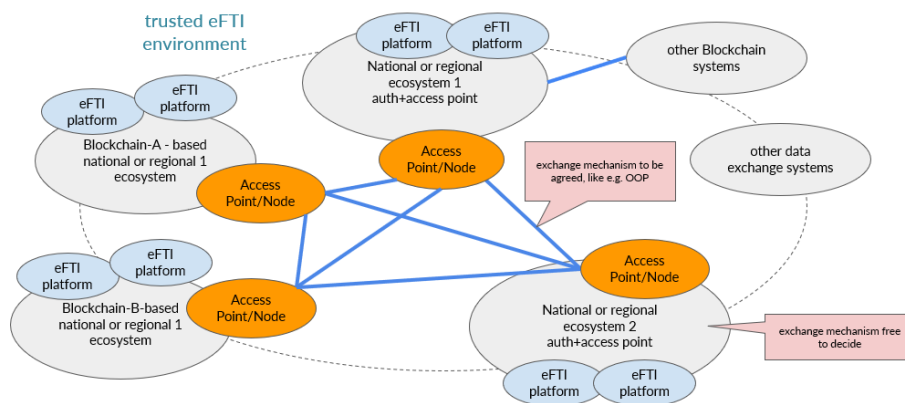 trusted eFTI
environment
eFTI
platform
eFTI
platform
National or regional
ecosystem 1
auth+access point
other Blockchain
systems
eFTI
platform
eFTI
platform
Blockchain-A - based
national or regional 1
ecosystem
Access
Point/Node
Access
Point/Node
exchange mechanism to be
agreed, like e.g. OOP
other data
exchange systems
eFTI
platform
eFTI
platform
Blockchain-B-based
national or regional 1
ecosystem
Access
Point/Node
Access
Point/Node
National or regional
ecosystem 2
auth+access point
exchange mechanism free
to decide
eFTI
platform
eFTI
platform